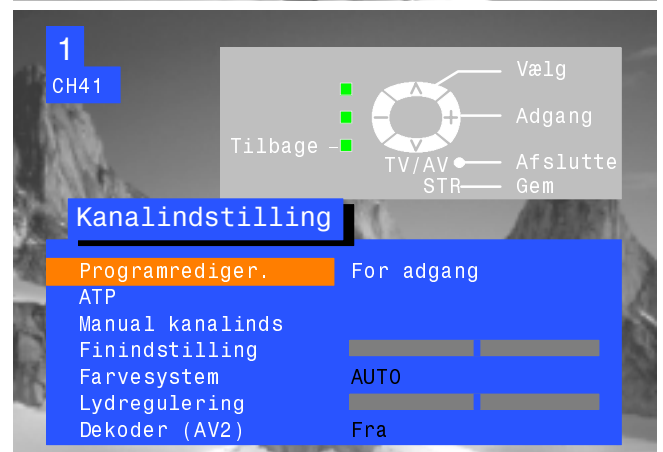 1
CH41
Vælg
Adgang
Tilbage
TV/AV
Afslutte
STR
Gem
Kanalindstilling
Programrediger. For adgang
ATP
Manual kanalinds
Finindstilling
Farvesystem AUTO
Lydregulering
Dekoder (AV2) Fra